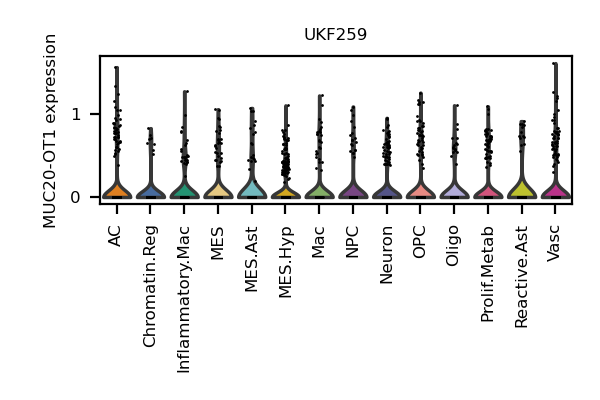 UKF259
MUC20-OT1 expression
1
0
AC
Chromatin.Reg
Inflammatory.Mac
MES
MES.Ast
MES.Hyp
Mac
NPC
Neuron
OPC
Oligo
Prolif.Metab
Reactive.Ast
Vasc